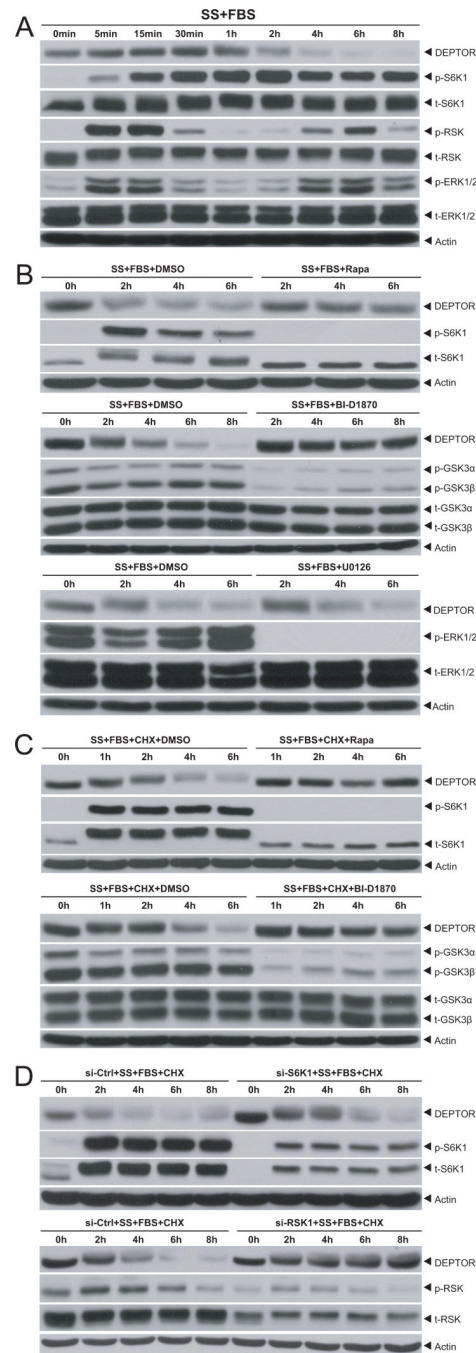 A
SS+FBS
0min 5min 15min 30min 1h 2h 4h 6h 8h
DEPTOR
p-S6K1
t-S6K1
p-RSK
t-RSK
p-ERK1/2
t-ERK1/2
Actin
B
SS+FBS+DMSO SS+FBS+Rapa
0h 2h 4h 6h 2h 4h 6h
DEPTOR
p-S6K1
t-S6K1
Actin
SS+FBS+DMSO SS+FBS+BI-D1870
0h 2h 4h 6h 8h 2h 4h 6h 8h
DEPTOR
p-GSK3α
p-GSK3β
t-GSK3α
t-GSK3β
Actin
SS+FBS+DMSO SS+FBS+U0126
0h 2h 4h 6h 2h 4h 6h
DEPTOR
p-ERK1/2
t-ERK1/2
Actin
C
SS+FBS+CHX+DMSO SS+FBS+CHX+Rapa
0h 1h 2h 4h 6h 1h 2h 4h 6h
DEPTOR
p-S6K1
t-S6K1
Actin
SS+FBS+CHX+DMSO SS+FBS+CHX+BI-D1870
0h 1h 2h 4h 6h 1h 2h 4h 6h
DEPTOR
p-GSK3α
p-GSK3β
t-GSK3α
t-GSK3β
Actin
D
si-Ctrl+SS+FBS+CHX si-S6K1+SS+FBS+CHX
0h 2h 4h 6h 8h 0h 2h 4h 6h 8h
DEPTOR
p-S6K1
t-S6K1
Actin
si-Ctrl+SS+FBS+CHX si-RSK1+SS+FBS+CHX
0h 2h 4h 6h 8h 0h 2h 4h 6h 8h
DEPTOR
p-RSK
t-RSK
Actin